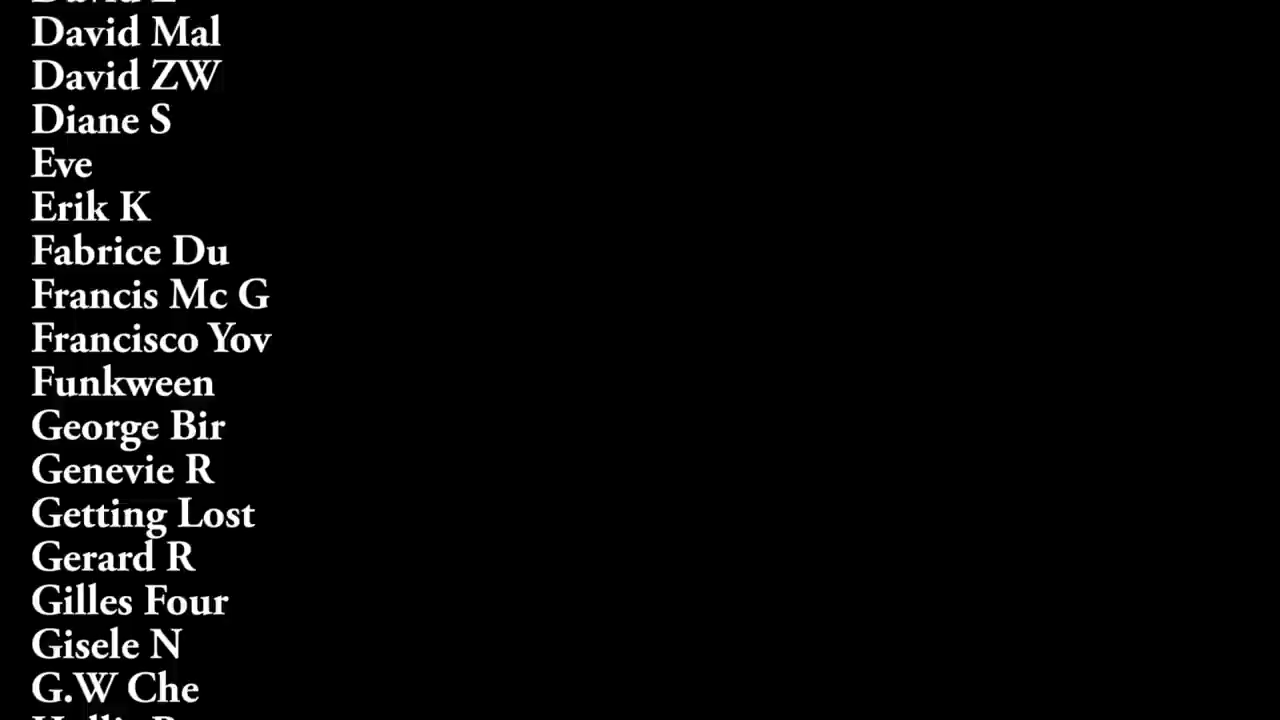 David Mal
David ZW
Diane S
Eve
Erik K
Fabrice Du
Francis Mc G
Francisco Yov
Funkween
George Bir
Genevie R
Getting Lost
Gerard R
Gilles Four
Gisele N
G.W Che